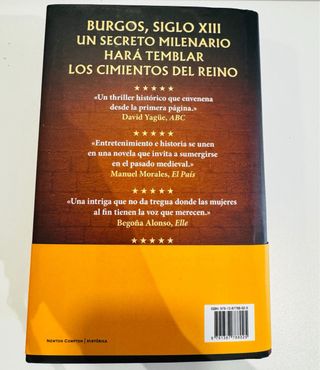 BURGOS, SIGLO XIII
UN SECRETO MILENARIO
HARÁ TEMBLAR
LOS CIMIENTOS DEL REINO
«Un thriller histórico que envenena
desde la primera página.»
David Yagüe, ABC
«Entretenimiento e historia se unen
en una novela que invita a sumergirse
en el pasado medieval.»
Manuel Morales, El País
«Una intriga que no da tregua donde las mujeres
al fin tienen la voz que merecen.»
Begoña Alonso, Elle
NEWTON COMPTON / HISTÓRICA